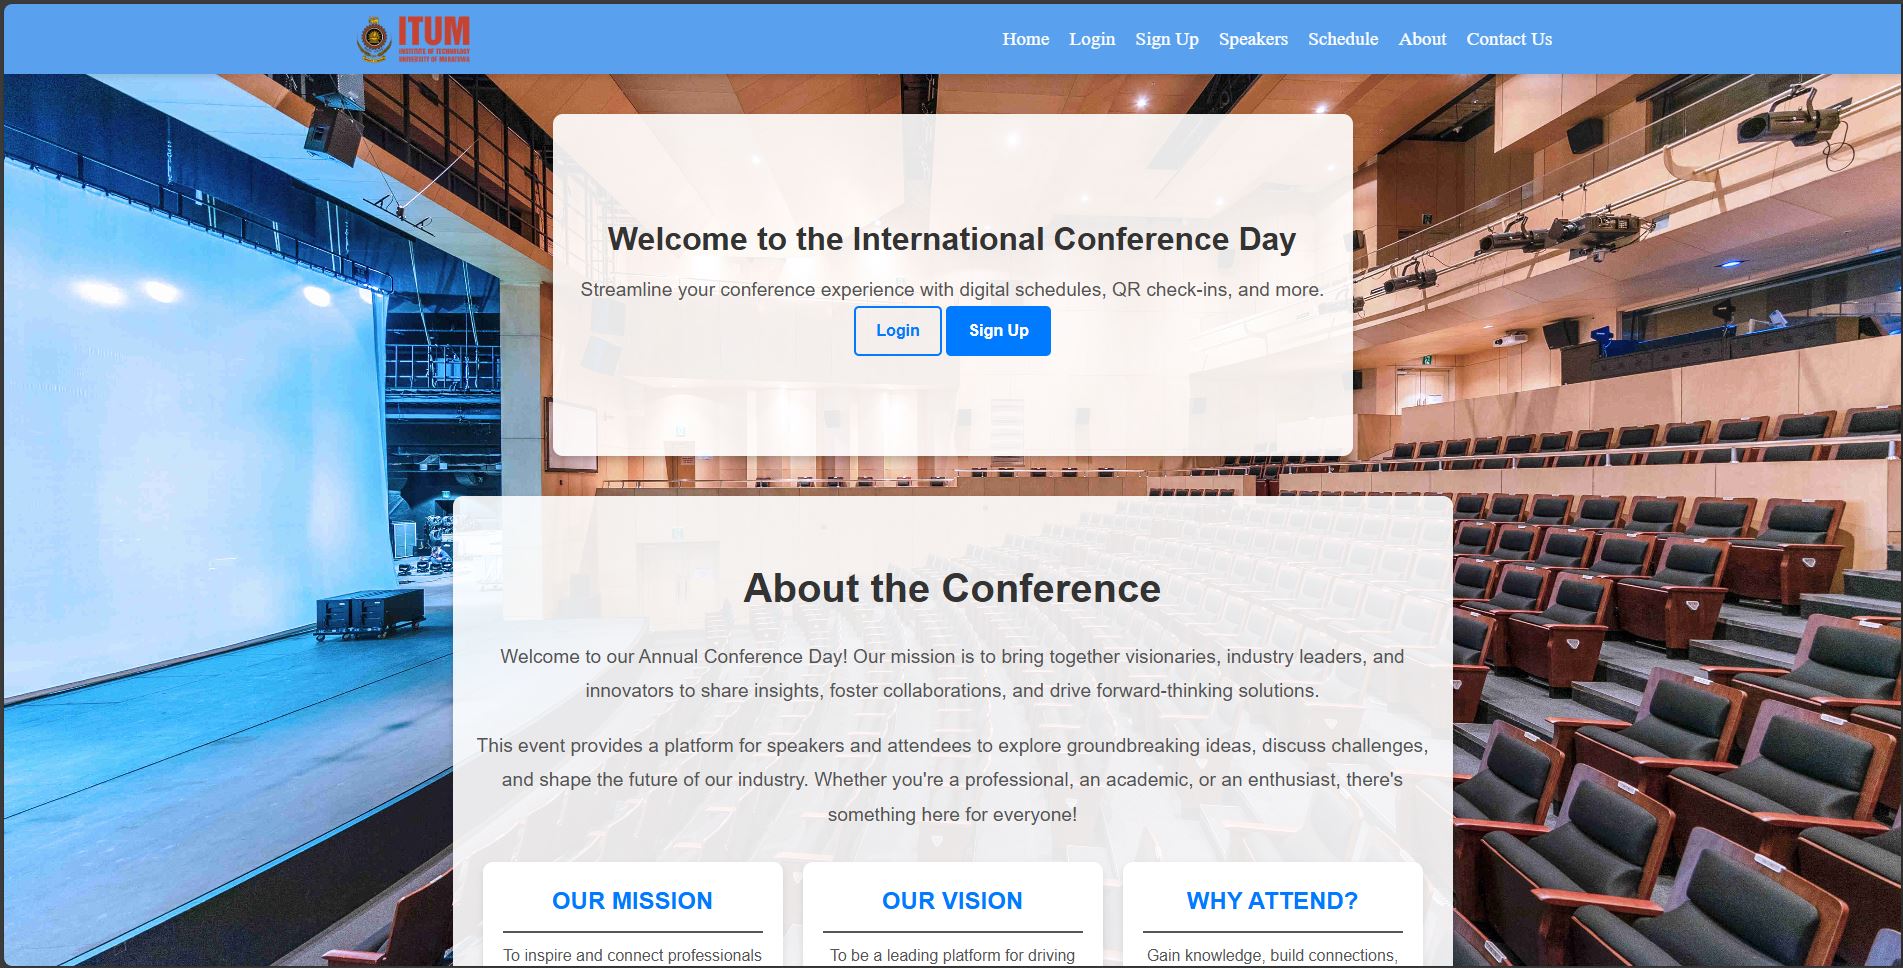 ITUM
INSTITUTE OF TECHNOLOGY
UNIVERSITY OF MORATUWA
Home Login Sign Up Speakers Schedule About Contact Us
Welcome to the International Conference Day
Streamline your conference experience with digital schedules, QR check-ins, and more.
Login Sign Up
About the Conference
Welcome to our Annual Conference Day! Our mission is to bring together visionaries, industry leaders, and
innovators to share insights, foster collaborations, and drive forward-thinking solutions.
This event provides a platform for speakers and attendees to explore groundbreaking ideas, discuss challenges,
and shape the future of our industry. Whether you're a professional, an academic, or an enthusiast, there's
something here for everyone!
OUR MISSION
To inspire and connect professionals
OUR VISION
To be a leading platform for driving
WHY ATTEND?
Gain knowledge, build connections,